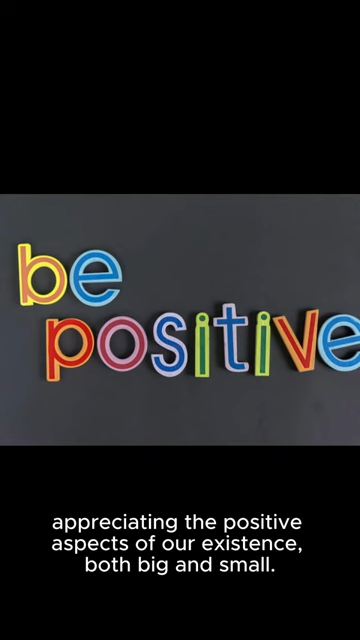 be
positive
appreciating the positive
aspects of our existence,
both big and small.